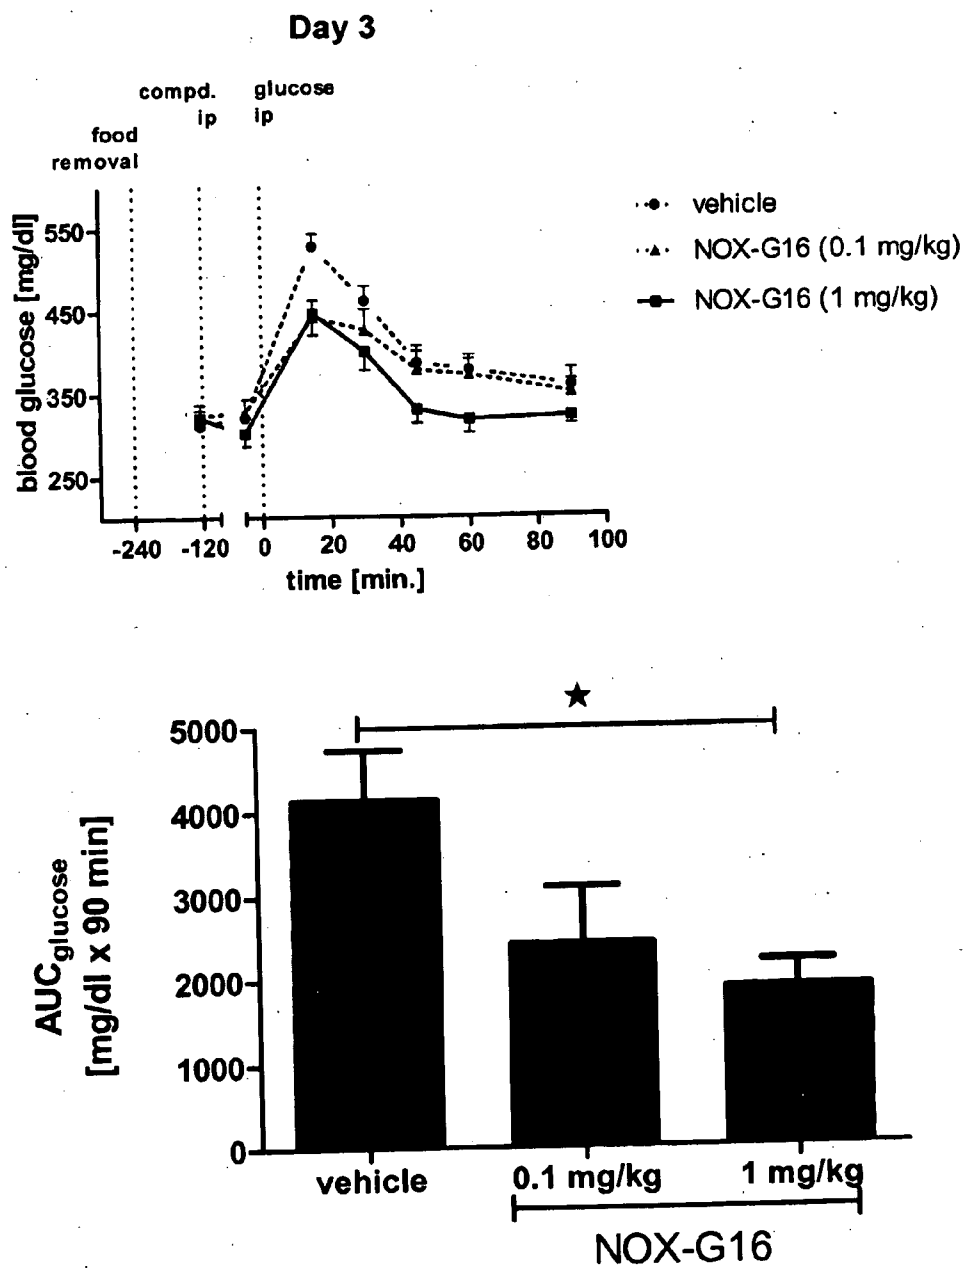 Day 3
compd.
ip
glucose
ip
food
removal
blood glucose [mg/dl]
550
450
350
250
-240 -120 0 20 40 60 80 100
time [min.]
vehicle
NOX-G16 (0.1 mg/kg)
NOX-G16 (1 mg/kg)
AUCglucose
[mg/dl x 90 min]
5000
4000
3000
2000
1000
0
vehicle 0.1 mg/kg 1 mg/kg
NOX-G16